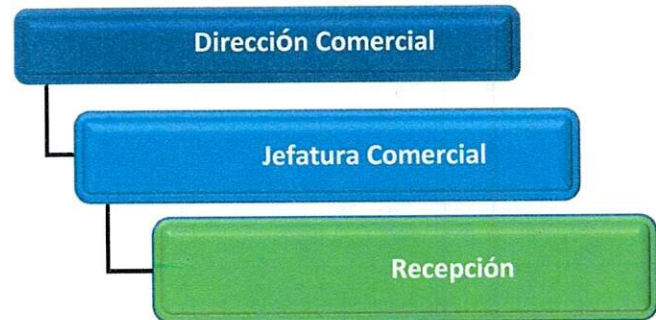 Dirección Comercial
Jefatura Comercial
Recepción